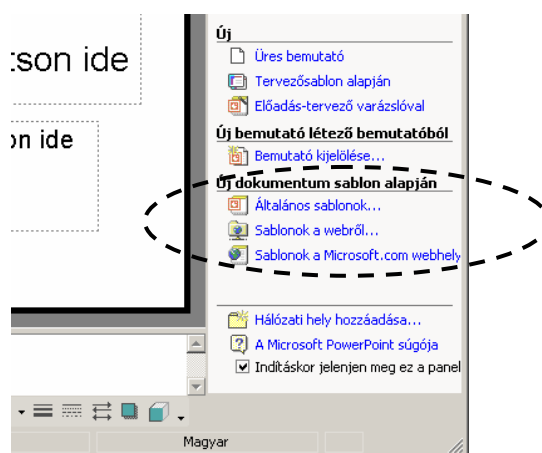 Új
Üres bemutató
Tervezősablon alapján
Előadás-tervező varázslóval
Új bemutató létező bemutatóból
Bemutató kijelölése...
Új dokumentum sablon alapján
Általános sablonok...
Sablonok a webről...
Sablonok a Microsoft.com webhely
Hálózati hely hozzáadása...
A Microsoft PowerPoint súgója
Indításkor jelenjen meg ez a panel
tson ide
on ide
Magyar